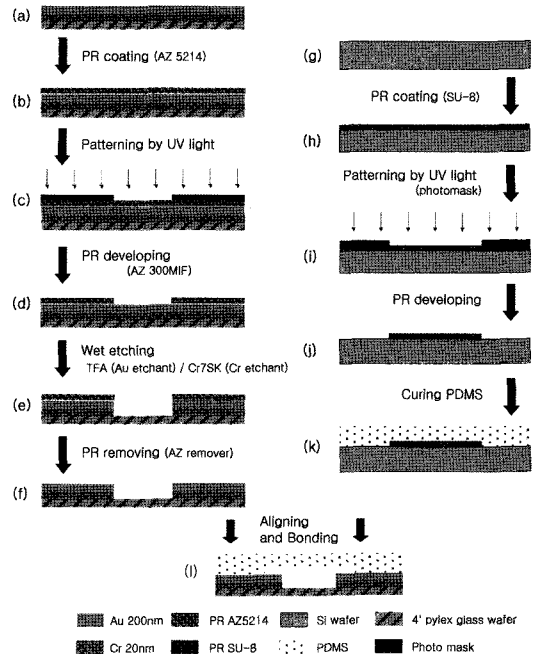 (a)
PR coating (AZ 5214)
(b)
Patterning by UV light
(c)
PR developing
(AZ 300MIF)
(d)
Wet etching
TFA (Au etchant) / Cr7SK (Cr etchant)
(e)
PR removing (AZ remover)
(f)
(g)
PR coating (SU-8)
(h)
Patterning by UV light
(photomask)
(i)
PR developing
(j)
Curing PDMS
(k)
Aligning
and Bonding
(l)
Au 200nm
PR AZ5214
Si wafer
4' pylex glass wafer
Cr 20nm
PR SU-8
PDMS
Photo mask